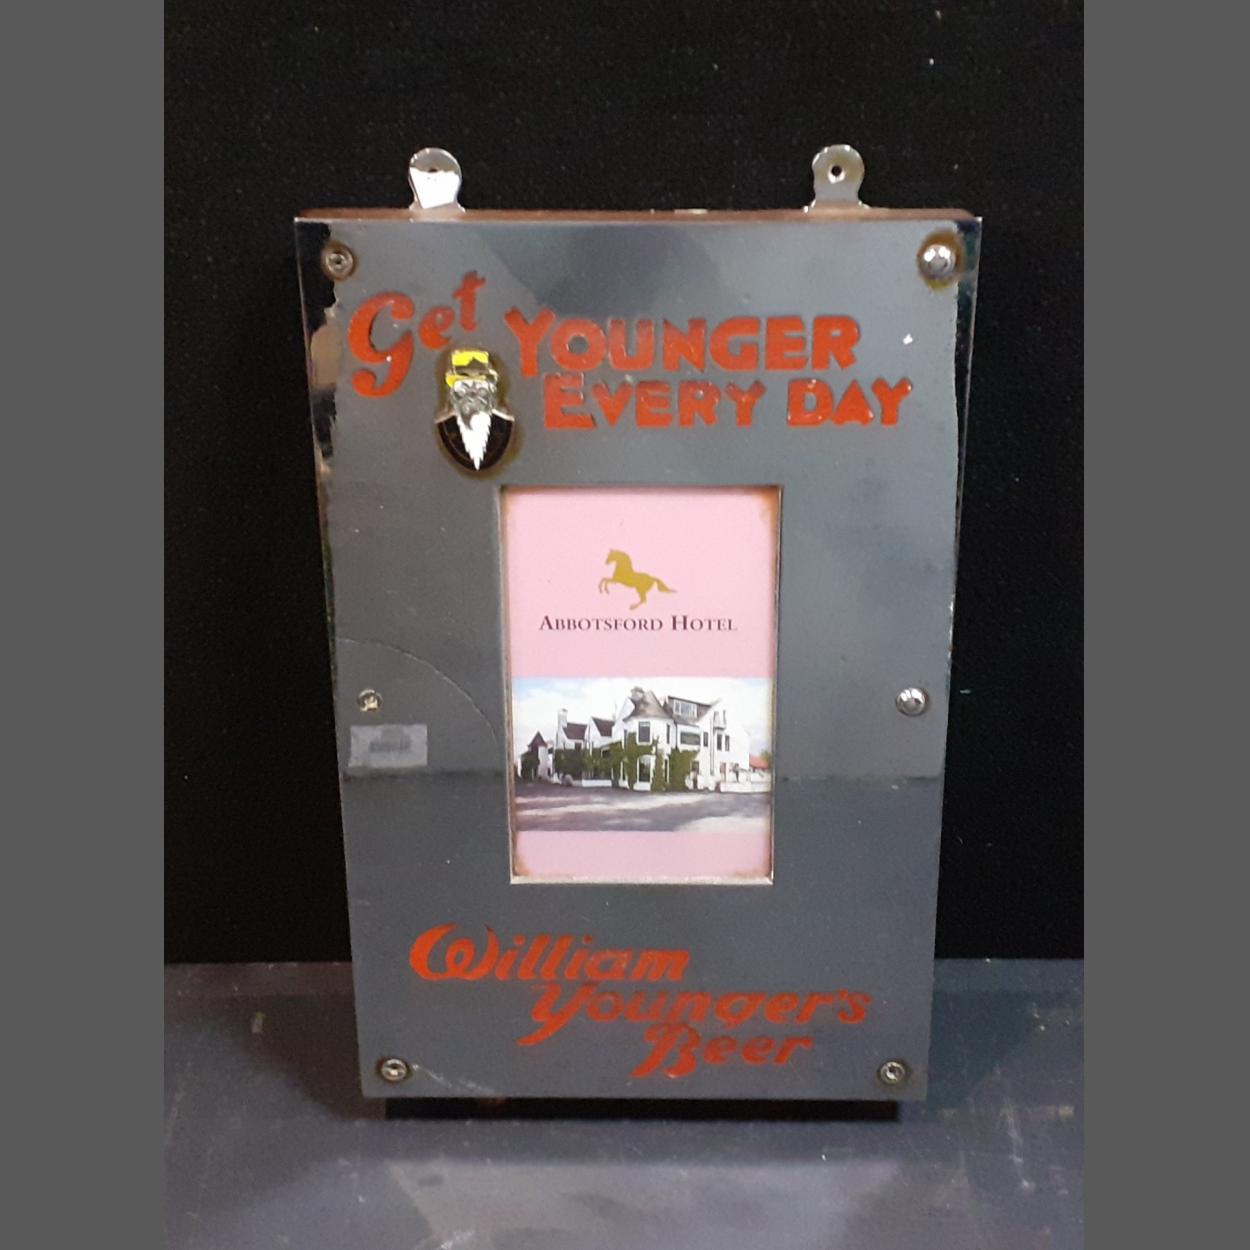 Get YOUNGER
EVERY DAY
ABBOTSFORD HOTEL
William
Younger's
Beer